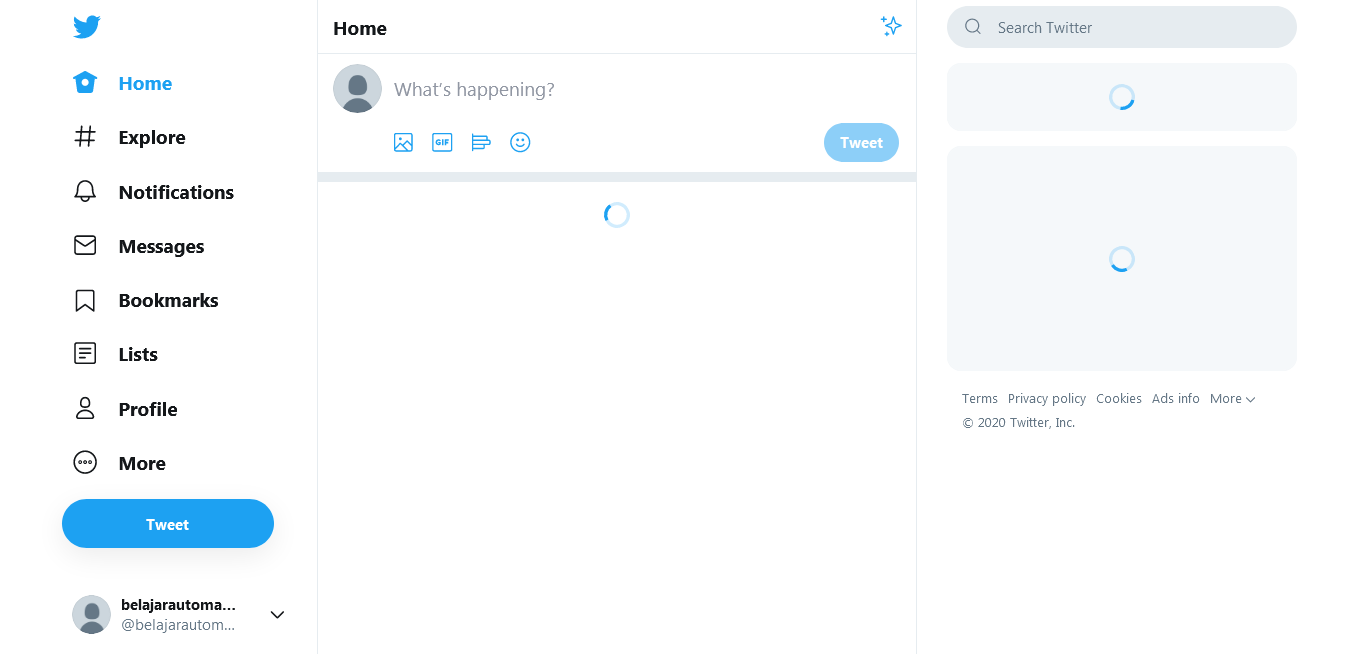 Home
Explore
Notifications
Messages
Bookmarks
Lists
Profile
More
Tweet
belajarautoma...
@belajarautom...
Home
What's happening?
GIF
Tweet
Search Twitter
Terms Privacy policy Cookies Ads info More
© 2020 Twitter, Inc.